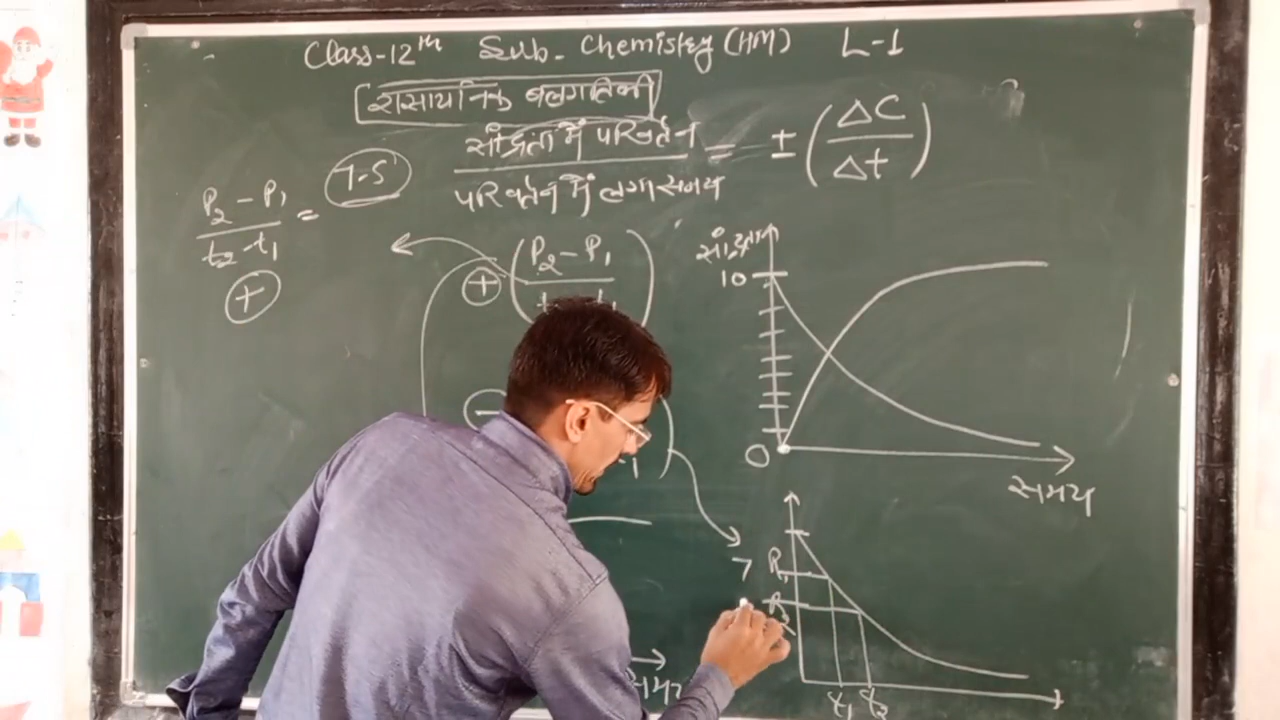 Class-12th Sub- Chemistry (HM) L-1
रासायनिक बलगतिकी
सांद्रता में परिवर्तन = ± (ΔC / Δt)
परिवर्तन में लगा समय
P2 - P1 / t2 - t1 =
7-5
+
+ (P2 - P1
−
सांद्रता
10
0
समय
7
R1
R2
t1 t2